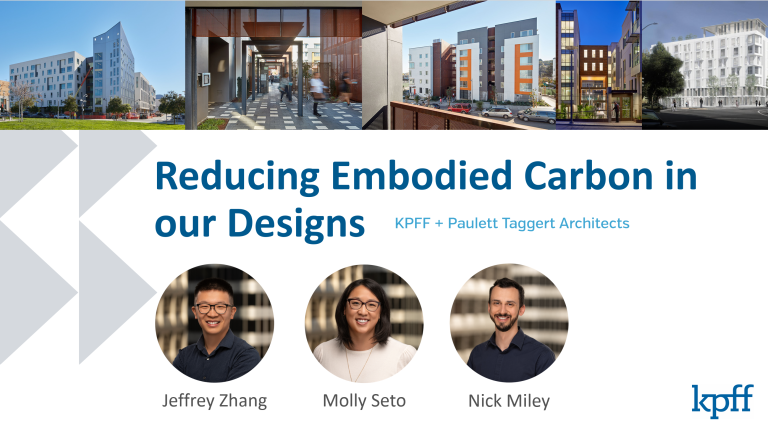 Reducing Embodied Carbon in
our Designs
KPFF + Paulett Taggert Architects
Jeffrey Zhang
Molly Seto
Nick Miley
kpff